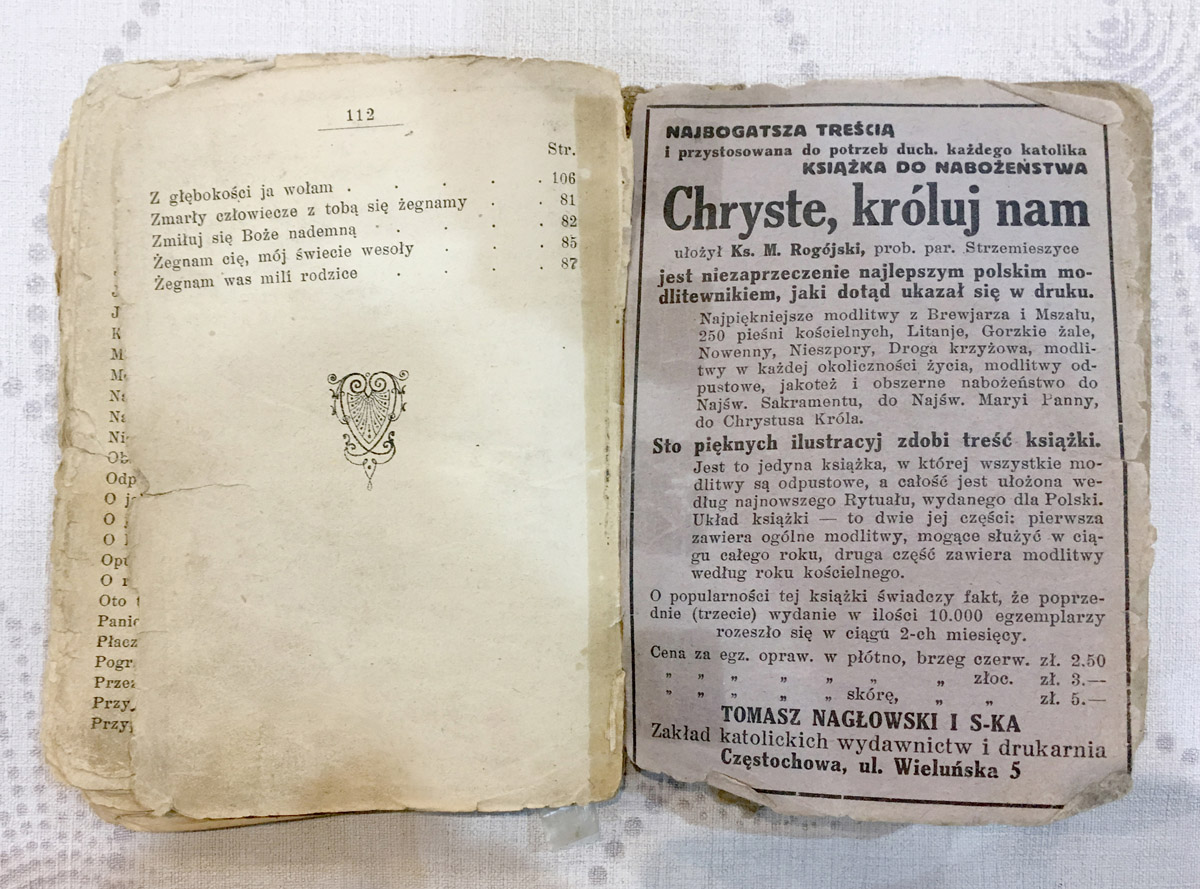 112
Str.
Z głębokości ja wołam . . . . . 106
Zmarły człowiecze z tobą się żegnamy . . 81
Zmiłuj się Boże nademną . . . . 82
Żegnam cię, mój świecie wesoły . . . 85
Żegnam was mili rodzice . . . . 87
J
J
K
M
M
Na
Na
Ni
Ob
Odp
O j
O
O
Opu
O r
Oto t
Panie
Płacz
Pogr
Przez
Przy
Przyj
NAJBOGATSZA TREŚCIĄ
i przystosowana do potrzeb duch. każdego katolika
KSIĄŻKA DO NABOŻEŃSTWA
Chryste, króluj nam
ułożył Ks. M. Rogójski, prob. par. Strzemieszyce
jest niezaprzeczenie najlepszym polskim mo-
dlitewnikiem, jaki dotąd ukazał się w druku.
Najpiękniejsze modlitwy z Brewjarza i Mszału,
250 pieśni kościelnych, Litanje, Gorzkie żale,
Nowenny, Nieszpory, Droga krzyżowa, modli-
twy w każdej okoliczności życia, modlitwy od-
pustowe, jakoteż i obszerne nabożeństwo do
Najśw. Sakramentu, do Najśw. Maryi Panny,
do Chrystusa Króla.
Sto pięknych ilustracyj zdobi treść książki.
Jest to jedyna książka, w której wszystkie mo-
dlitwy są odpustowe, a całość jest ułożona we-
dług najnowszego Rytuału, wydanego dla Polski.
Układ książki — to dwie jej części: pierwsza
zawiera ogólne modlitwy, mogące służyć w cią-
gu całego roku, druga część zawiera modlitwy
według roku kościelnego.
O popularności tej książki świadczy fakt, że poprze-
dnie (trzecie) wydanie w ilości 10.000 egzemplarzy
rozeszło się w ciągu 2-ch miesięcy.
Cena za egz. opraw. w płótno, brzeg czerw. zł. 2.50
„ „ „ „ „ „ „ złoc. zł. 3.—
„ „ „ „ „ skórę, „ „ zł. 5.—
TOMASZ NAGŁOWSKI I S-KA
Zakład katolickich wydawnictw i drukarnia
Częstochowa, ul. Wieluńska 5